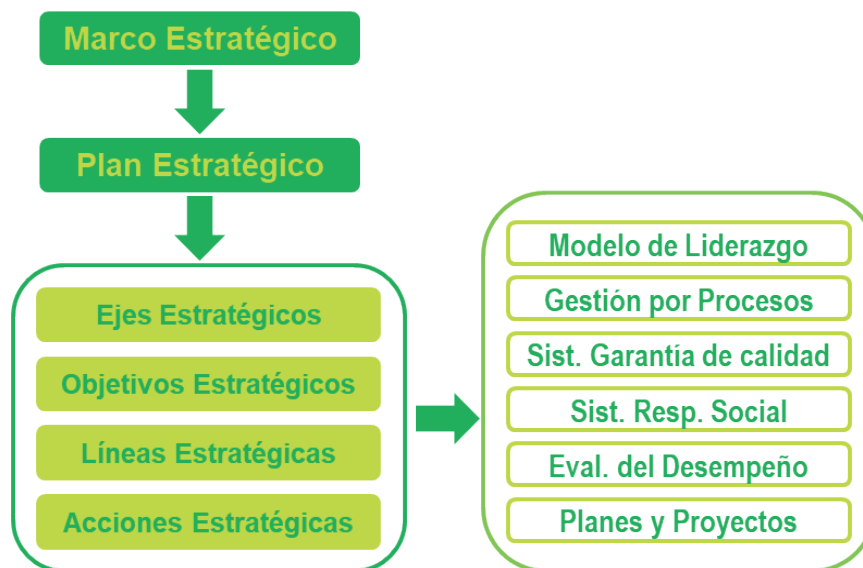 Marco Estratégico
Plan Estratégico
Ejes Estratégicos
Objetivos Estratégicos
Líneas Estratégicas
Acciones Estratégicas
Modelo de Liderazgo
Gestión por Procesos
Sist. Garantía de calidad
Sist. Resp. Social
Eval. del Desempeño
Planes y Proyectos